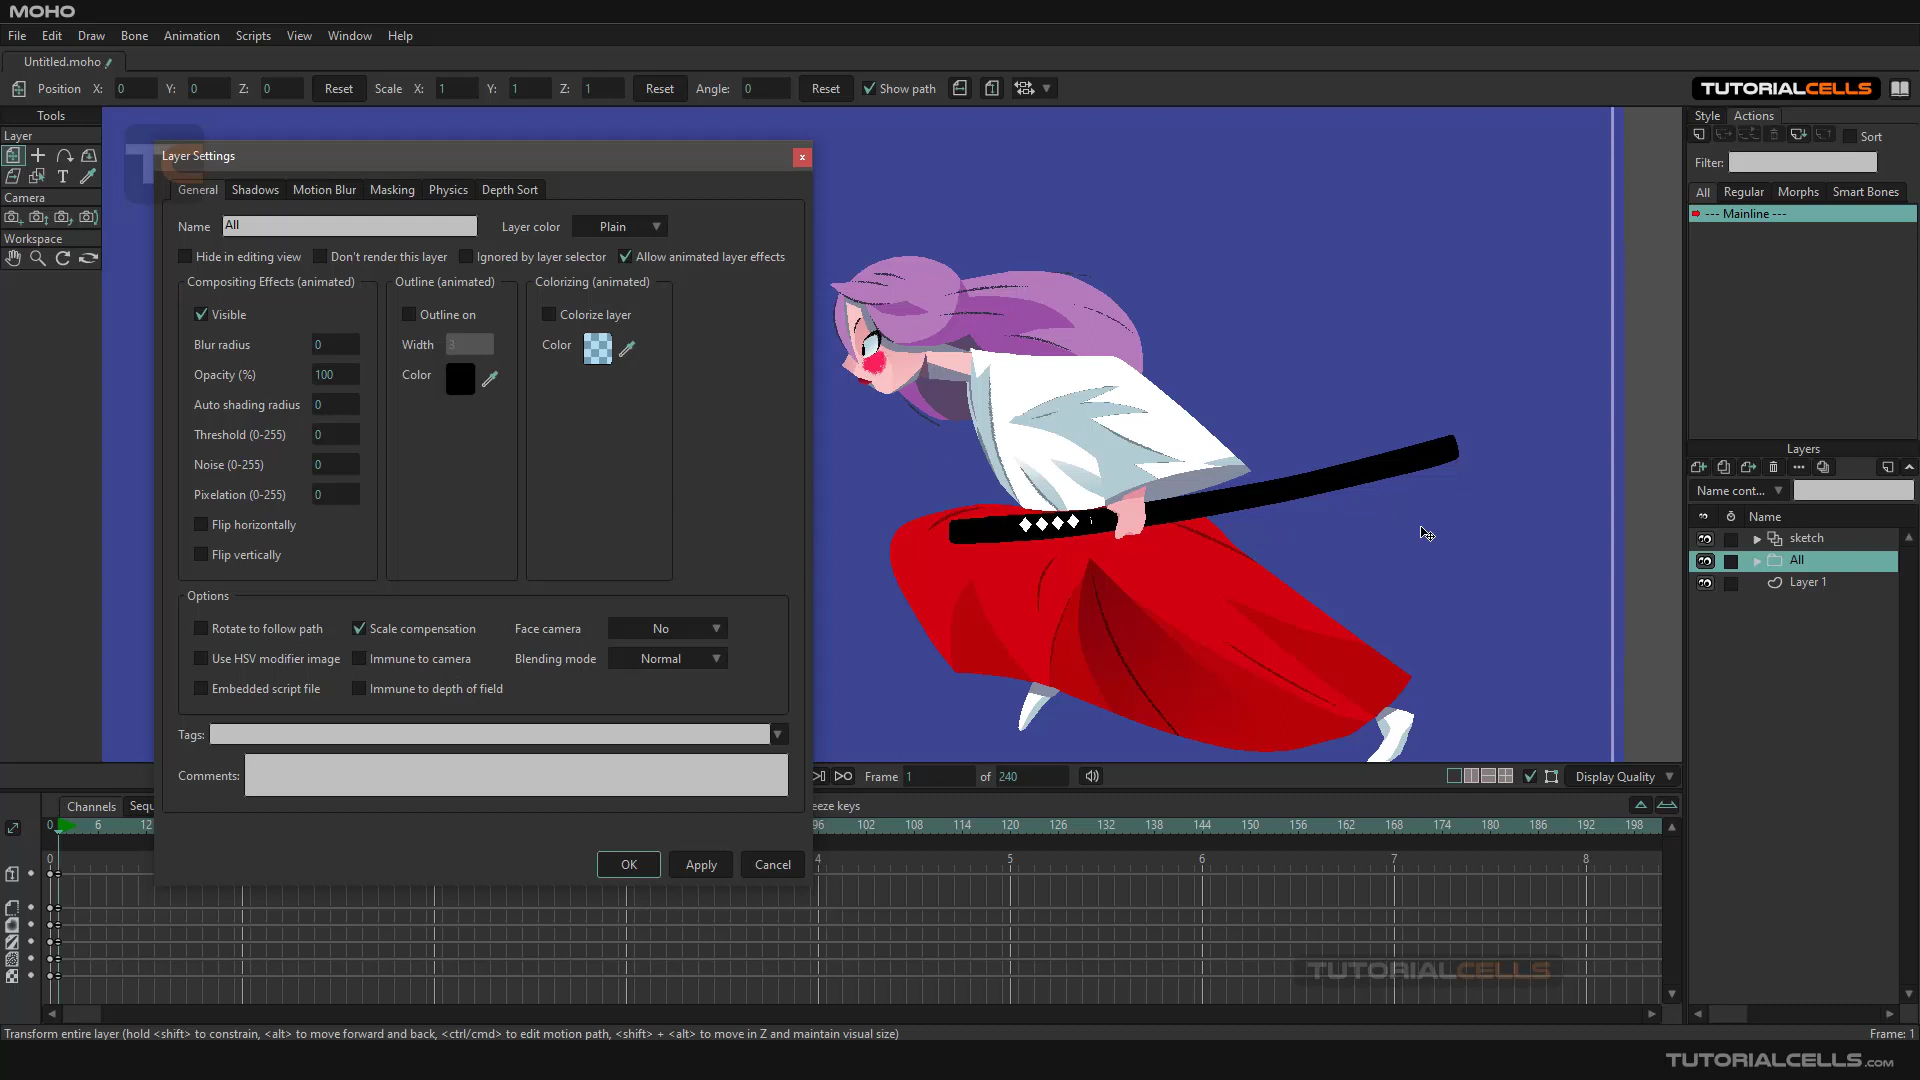 MOHO
File Edit Draw Bone Animation Scripts View Window Help
Untitled.moho
Position X: 0 Y: 0 Z: 0 Reset Scale X: 1 Y: 1 Z: 1 Reset Angle: 0 Reset Show path
TUTORIALCELLS
Tools
Layer
Camera
Workspace
TC
Layer Settings
General Shadows Motion Blur Masking Physics Depth Sort
Name All Layer color Plain
Hide in editing view Don't render this layer Ignored by layer selector Allow animated layer effects
Compositing Effects (animated) Outline (animated) Colorizing (animated)
Visible Outline on Colorize layer
Blur radius 0 Width 3 Color
Opacity (%) 100 Color
Auto shading radius 0
Threshold (0-255) 0
Noise (0-255) 0
Pixelation (0-255) 0
Flip horizontally
Flip vertically
Options
Rotate to follow path Scale compensation Face camera No
Use HSV modifier image Immune to camera Blending mode Normal
Embedded script file Immune to depth of field
Tags:
Comments:
OK Apply Cancel
Style Actions
Sort
Filter:
All Regular Morphs Smart Bones
--- Mainline ---
Layers
Name cont...
Name
sketch
All
Layer 1
Frame 1 of 240 Display Quality
Channels Sequ eeze keys
0 6 12 96 102 108 114 120 126 132 138 144 150 156 162 168 174 180 186 192 198
0 4 5 6 7 8
TUTORIALCELLS
Transform entire layer (hold <shift> to constrain, <alt> to move forward and back, <ctrl/cmd> to edit motion path, <shift> + <alt> to move in Z and maintain visual size) Frame: 1
TUTORIALCELLS.com